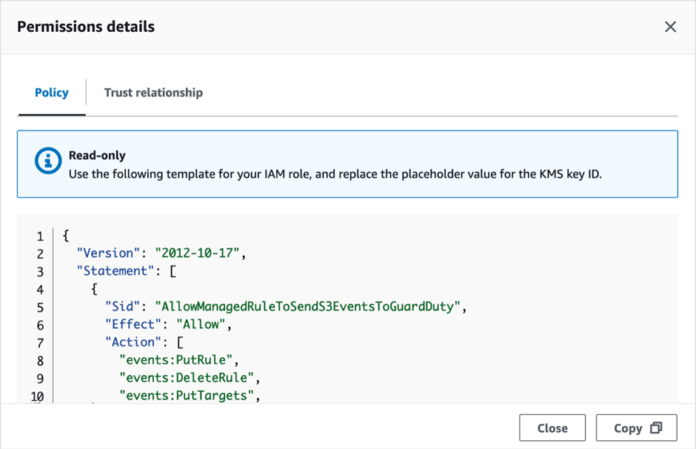 Permissions details
Policy
Trust relationship
Read-only
Use the following template for your IAM role, and replace the placeholder value for the KMS key ID.
1 {
2 "Version": "2012-10-17",
3 "Statement": [
4 {
5 "Sid": "AllowManagedRuleToSendS3EventsToGuardDuty",
6 "Effect": "Allow",
7 "Action": [
8 "events:PutRule",
9 "events:DeleteRule",
10 "events:PutTargets",
Close
Copy